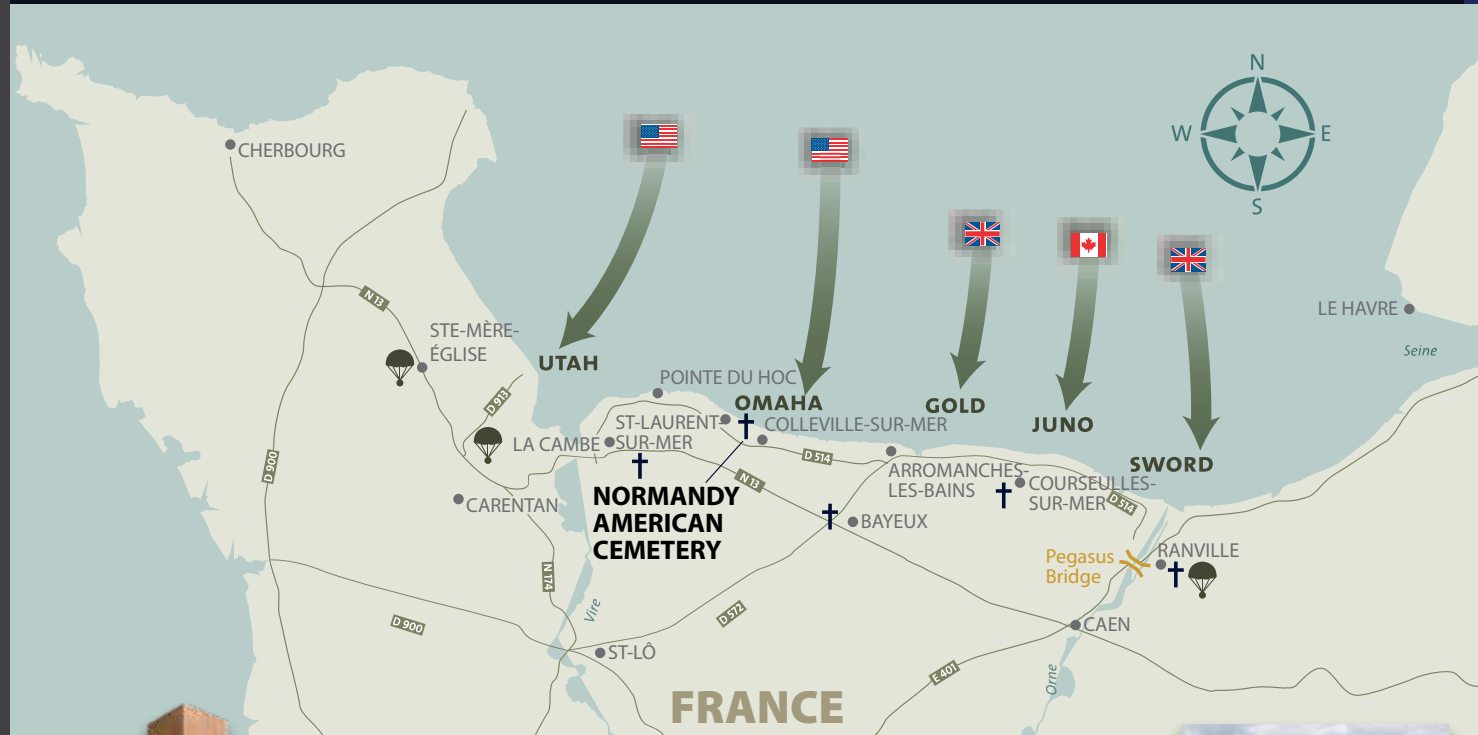 N
W
E
S
CHERBOURG
N 13
STE-MÈRE-
ÉGLISE
UTAH
LE HAVRE
Seine
POINTE DU HOC
D 913
OMAHA
GOLD
JUNO
ST-LAURENT-
SUR-MER
COLLEVILLE-SUR-MER
LA CAMBE
D 514
SWORD
D 900
N 13
ARROMANCHES-
LES-BAINS
COURSEULLES-
SUR-MER
D 514
CARENTAN
NORMANDY
AMERICAN
CEMETERY
BAYEUX
Pegasus
Bridge
RANVILLE
N 174
Vire
D 572
D 900
CAEN
ST-LÔ
E 401
Orne
FRANCE